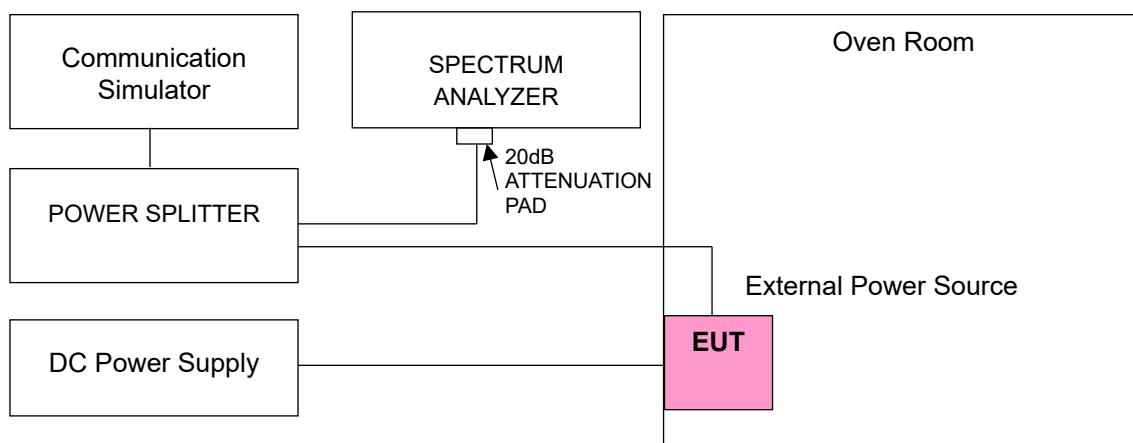 Communication
Simulator
SPECTRUM
ANALYZER
Oven Room
20dB
ATTENUATION
PAD
POWER SPLITTER
External Power Source
EUT
DC Power Supply